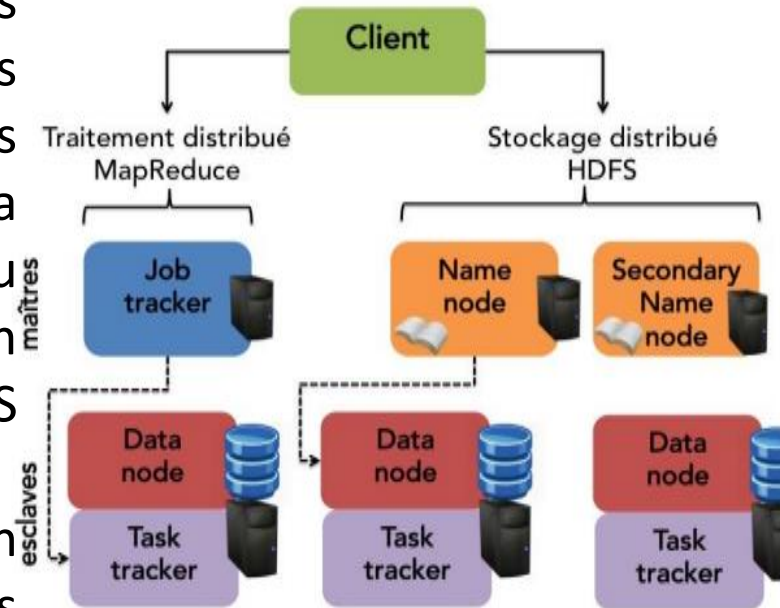 Client
Traitement distribué
MapReduce
Stockage distribué
HDFS
maîtres
Job
tracker
Name
node
Secondary
Name
node
esclaves
Data
node
Task
tracker
Data
node
Task
tracker
Data
node
Task
tracker